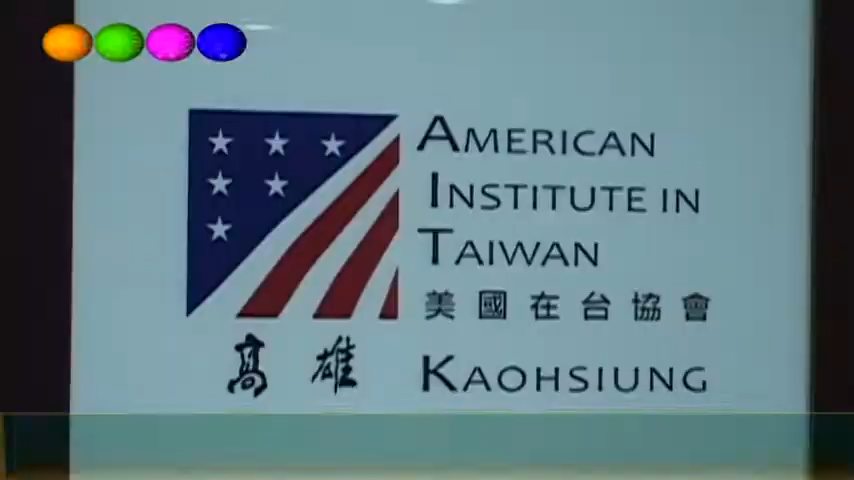 AMERICAN
INSTITUTE IN
TAIWAN
美國在台協會
高雄 KAOHSIUNG